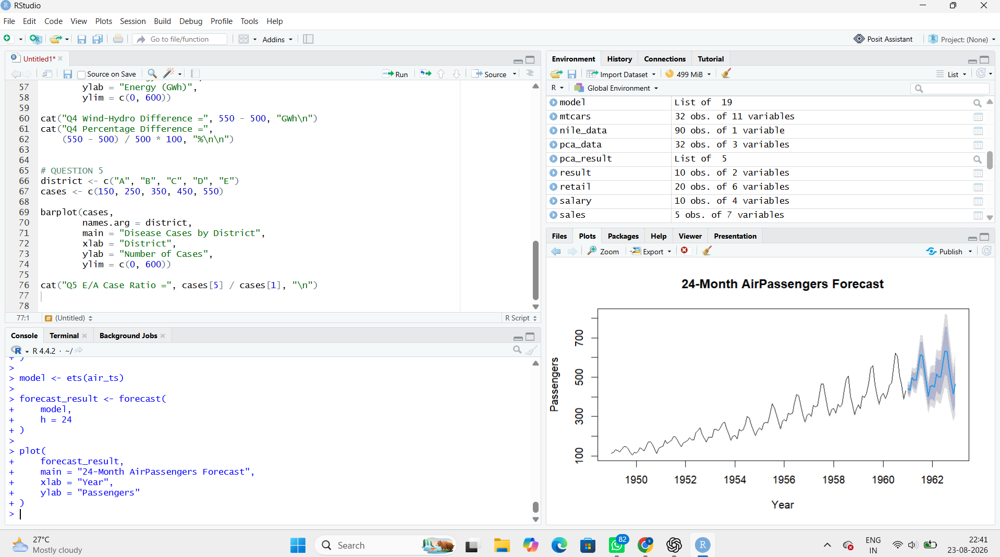 RStudio
File Edit Code View Plots Session Build Debug Profile Tools Help
Go to file/function Addins Posit Assistant Project: (None)
Untitled1*
Source on Save Run Source
57 ylab = "Energy (GWh)",
58 ylim = c(0, 600))
59
60 cat("Q4 Wind-Hydro Difference =", 550 - 500, "GWh\n")
61 cat("Q4 Percentage Difference =",
62 (550 - 500) / 500 * 100, "%\n\n")
63
64
65 # QUESTION 5
66 district <- c("A", "B", "C", "D", "E")
67 cases <- c(150, 250, 350, 450, 550)
68
69 barplot(cases,
70 names.arg = district,
71 main = "Disease Cases by District",
72 xlab = "District",
73 ylab = "Number of Cases",
74 ylim = c(0, 600))
75
76 cat("Q5 E/A Case Ratio =", cases[5] / cases[1], "\n")
77
78
77:1 # (Untitled) R Script
Console Terminal Background Jobs
R R 4.4.2 · ~/
+ )
>
> model <- ets(air_ts)
>
> forecast_result <- forecast(
+ model,
+ h = 24
+ )
>
> plot(
+ forecast_result,
+ main = "24-Month AirPassengers Forecast",
+ xlab = "Year",
+ ylab = "Passengers"
+ )
>
Environment History Connections Tutorial
Import Dataset 499 MiB List
R Global Environment
model List of 19
mtcars 32 obs. of 11 variables
nile_data 90 obs. of 1 variable
pca_data 32 obs. of 3 variables
pca_result List of 5
result 10 obs. of 2 variables
retail 20 obs. of 6 variables
salary 10 obs. of 4 variables
sales 5 obs. of 7 variables
Files Plots Packages Help Viewer Presentation
Zoom Export Publish
24-Month AirPassengers Forecast
Passengers
700
500
300
100
1950 1952 1954 1956 1958 1960 1962
Year
27°C
Mostly cloudy
Search
82
ENG
IN
22:41
23-08-2026